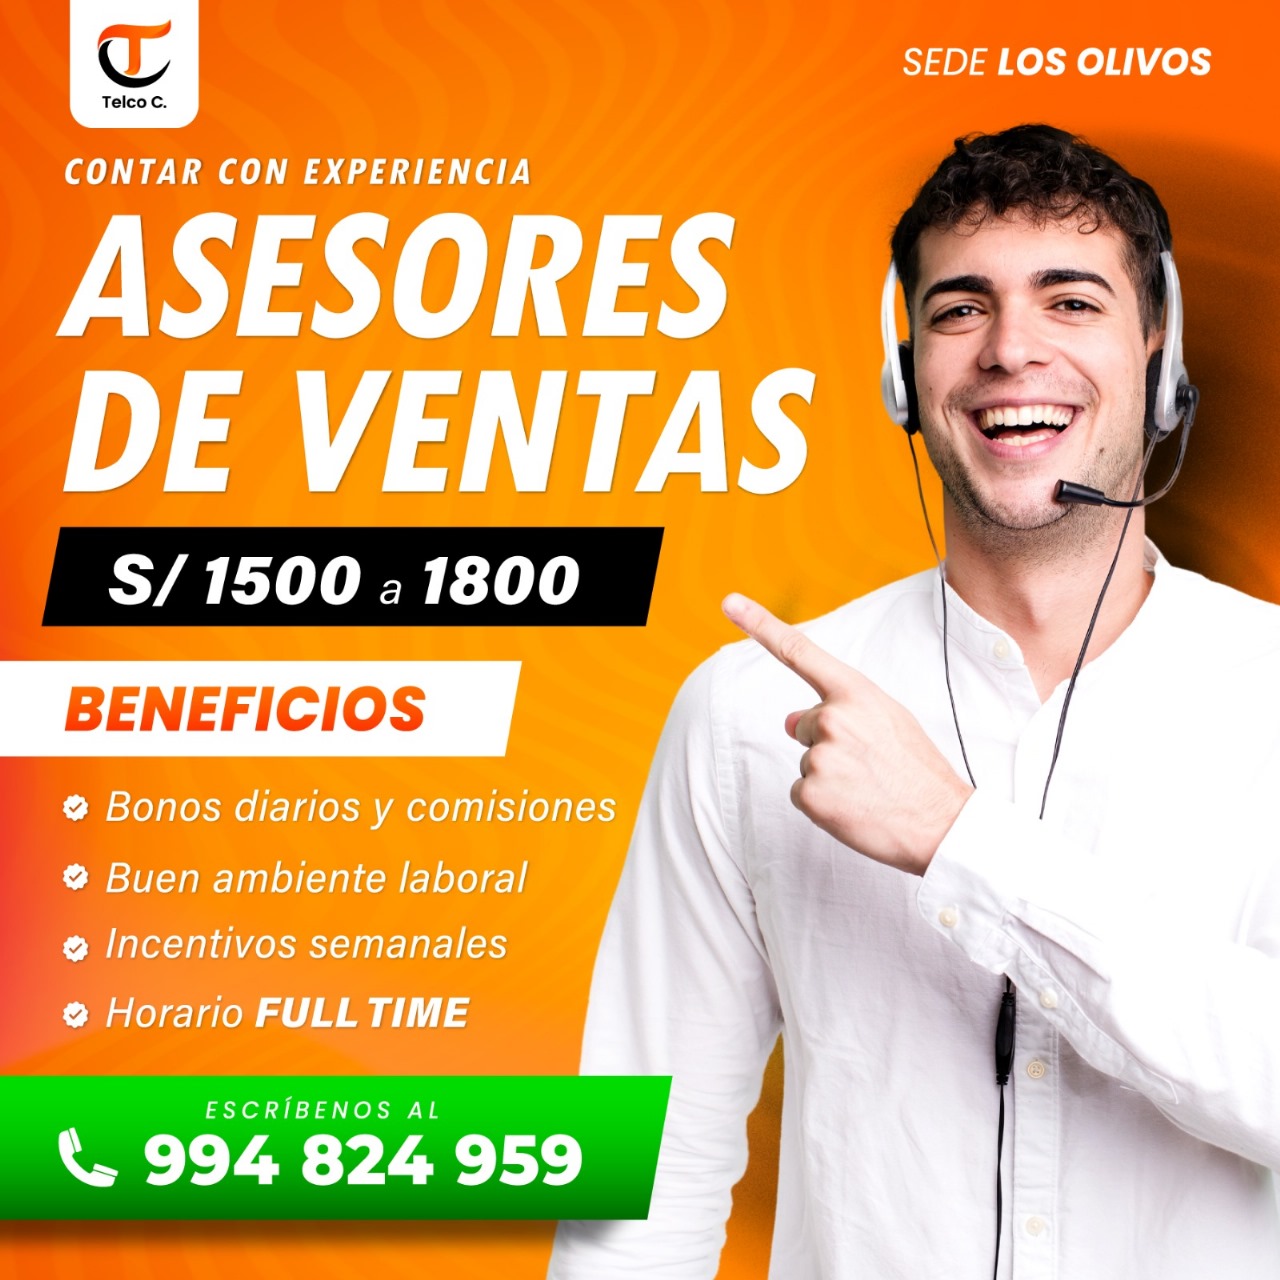 Telco C.
SEDE LOS OLIVOS
CONTAR CON EXPERIENCIA
ASESORES
DE VENTAS
S/ 1500 a 1800
BENEFICIOS
Bonos diarios y comisiones
Buen ambiente laboral
Incentivos semanales
Horario FULL TIME
ESCRÍBENOS AL
994 824 959